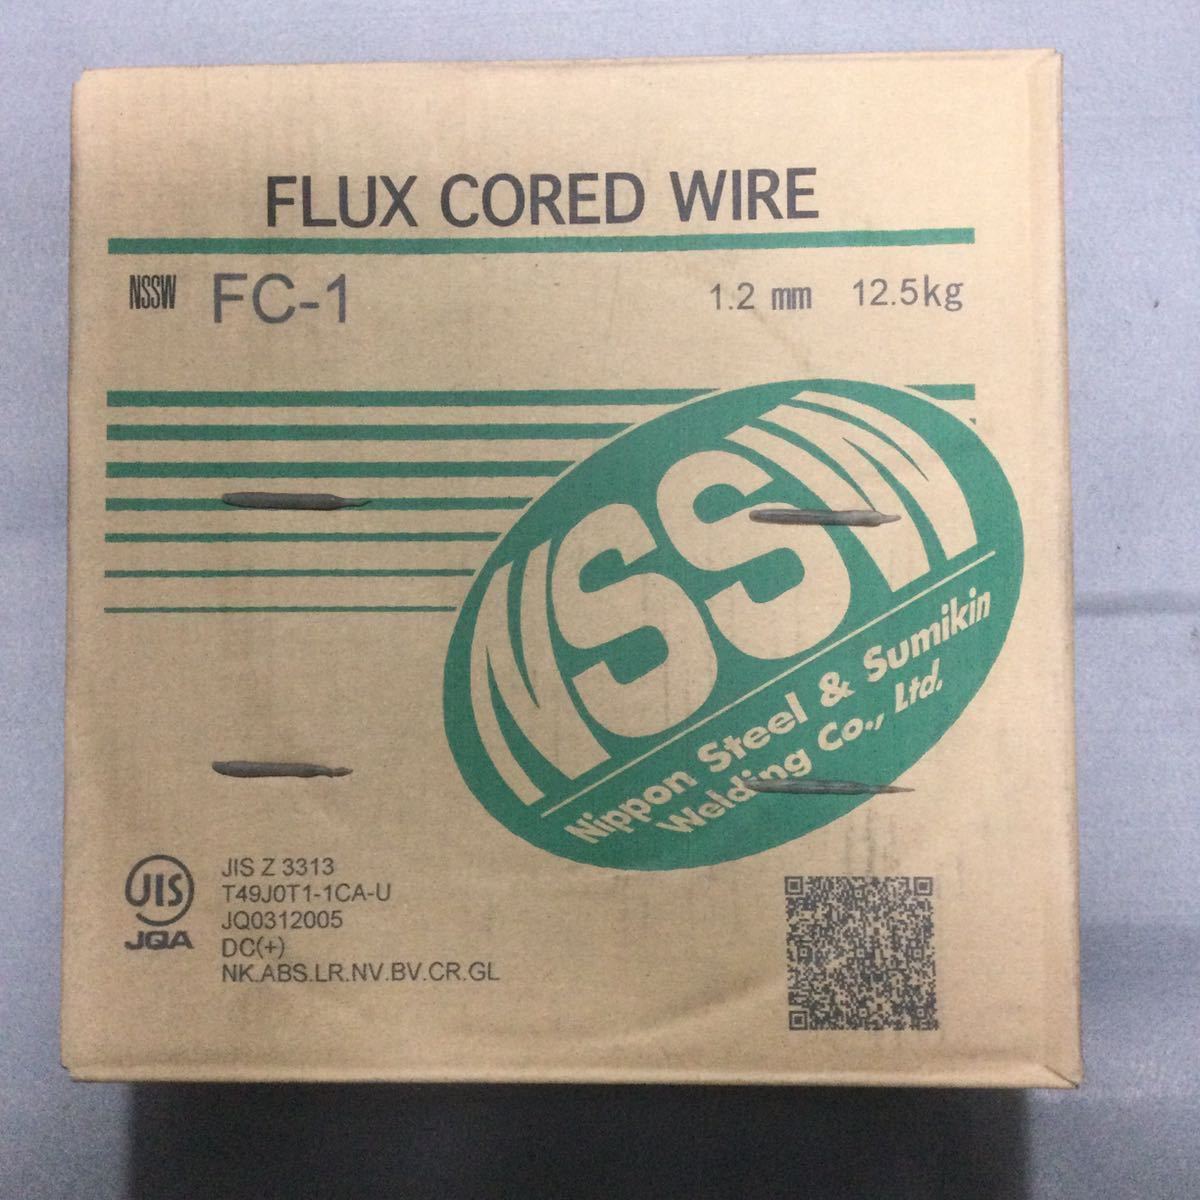 FLUX CORED WIRE
NSSW FC-1 1.2 mm 12.5kg
NSSW
Nippon Steel & Sumikin
Welding Co., Ltd.
JIS
JQA
JIS Z 3313
T49J0T1-1CA-U
JQ0312005
DC(+)
NK.ABS.LR.NV.BV.CR.GL